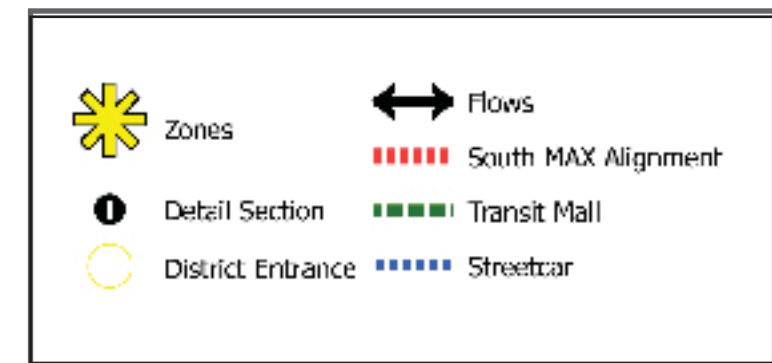 Zones
Detail Section
District Entrance
Flows
South MAX Alignment
Transit Mall
Streetcar